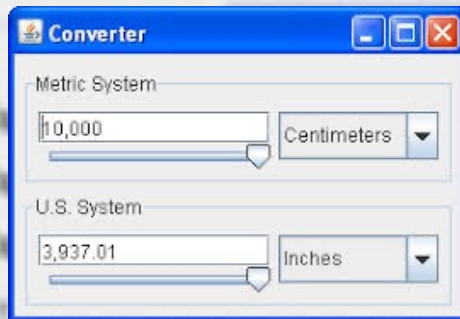 Converter
Metric System
10,000
Centimeters
U.S. System
3,937.01
Inches